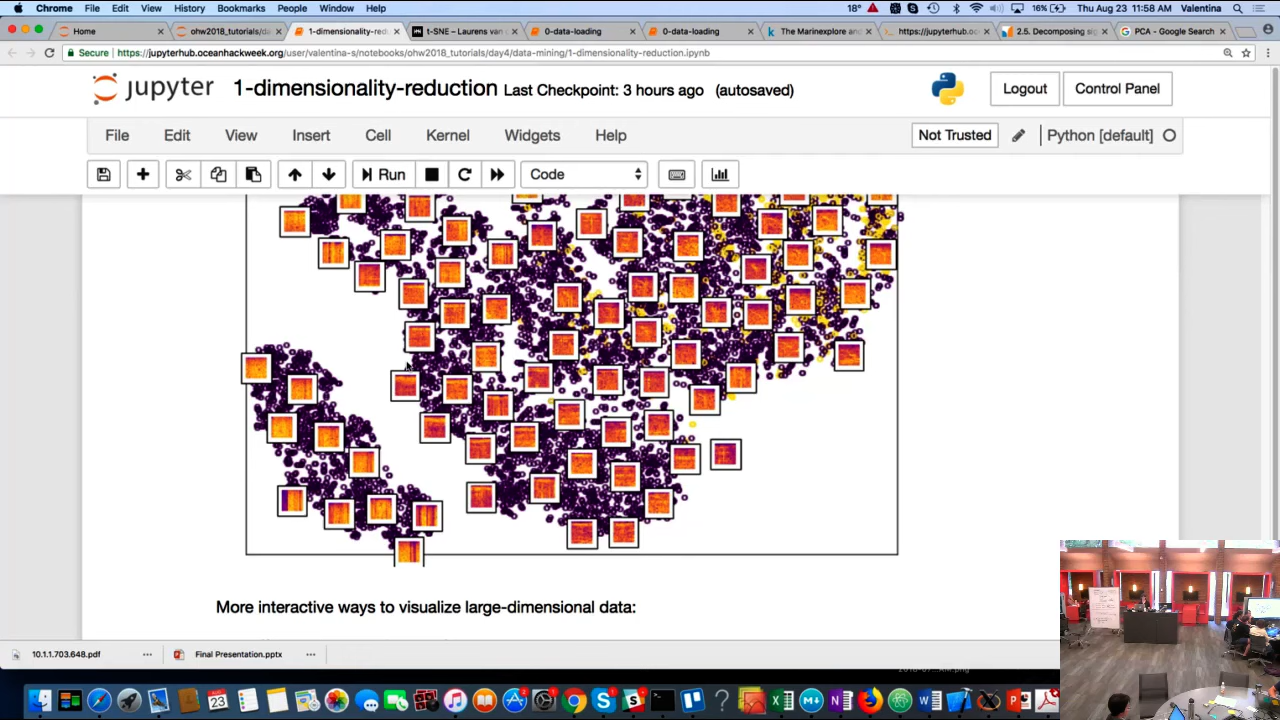 Chrome File Edit View History Bookmarks People Window Help 18° 16% Thu Aug 23 11:58 AM Valentina
Home ohw2018_tutorials/da 1-dimensionality-redu t-SNE – Laurens van 0-data-loading 0-data-loading The Marinexplore and https://jupyterhub.oc 2.5. Decomposing sig PCA - Google Search
Secure https://jupyterhub.oceanhackweek.org/user/valentina-s/notebooks/ohw2018_tutorials/day4/data-mining/1-dimensionality-reduction.ipynb
jupyter 1-dimensionality-reduction Last Checkpoint: 3 hours ago (autosaved) Logout Control Panel
File Edit View Insert Cell Kernel Widgets Help Not Trusted Python [default]
Run Code
More interactive ways to visualize large-dimensional data:
10.1.1.703.648.pdf Final Presentation.pptx